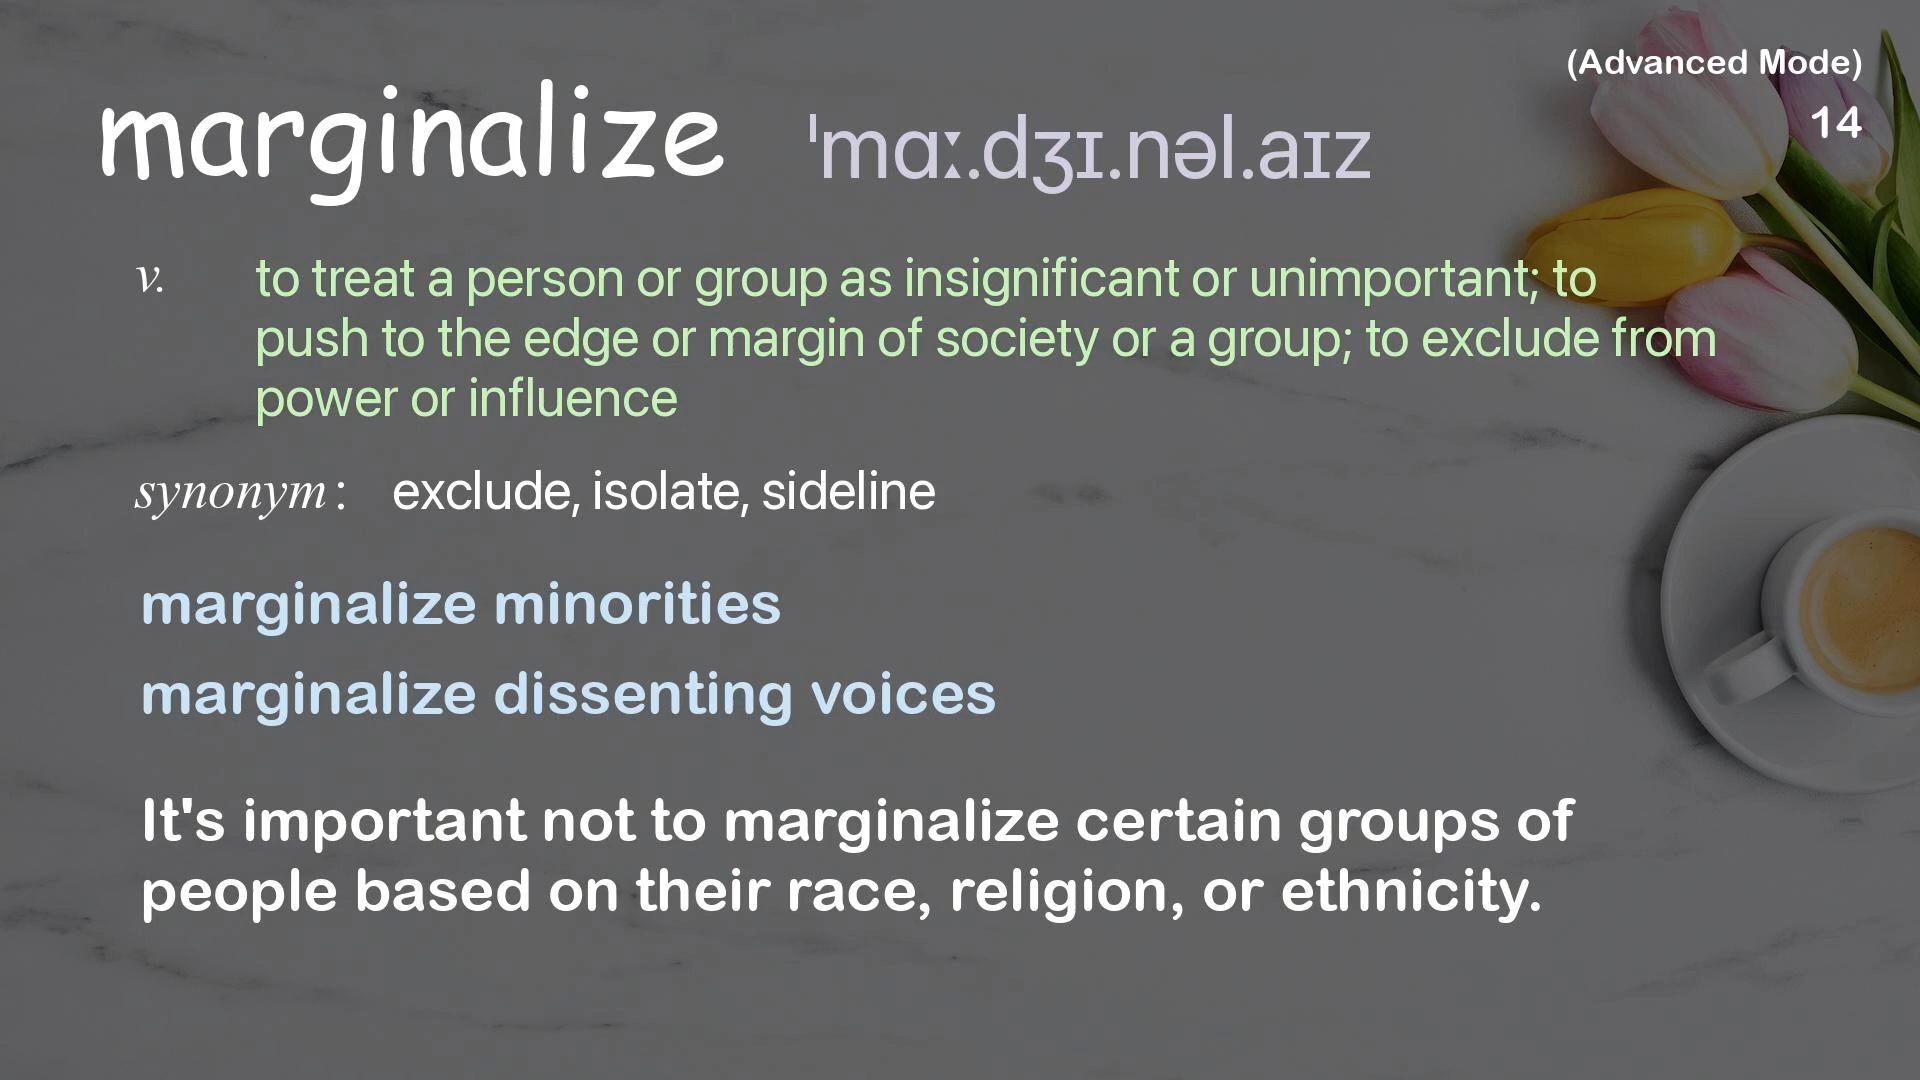 (Advanced Mode)
14
marginalize ˈmɑː.dʒɪ.nəl.aɪz
v. to treat a person or group as insignificant or unimportant; to
push to the edge or margin of society or a group; to exclude from
power or influence
synonym: exclude, isolate, sideline
marginalize minorities
marginalize dissenting voices
It's important not to marginalize certain groups of
people based on their race, religion, or ethnicity.